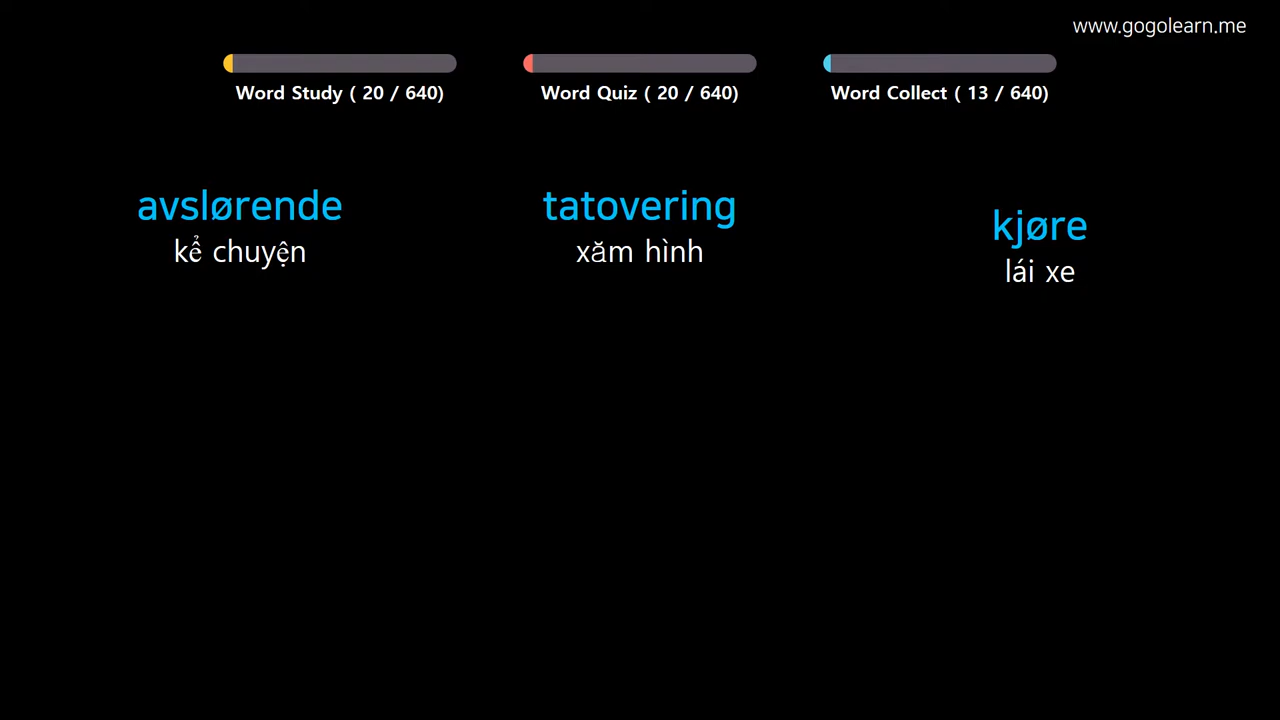 www.gogolearn.me
Word Study ( 20 / 640)
Word Quiz ( 20 / 640)
Word Collect ( 13 / 640)
avslørende
kể chuyện
tatovering
xăm hình
kjøre
lái xe